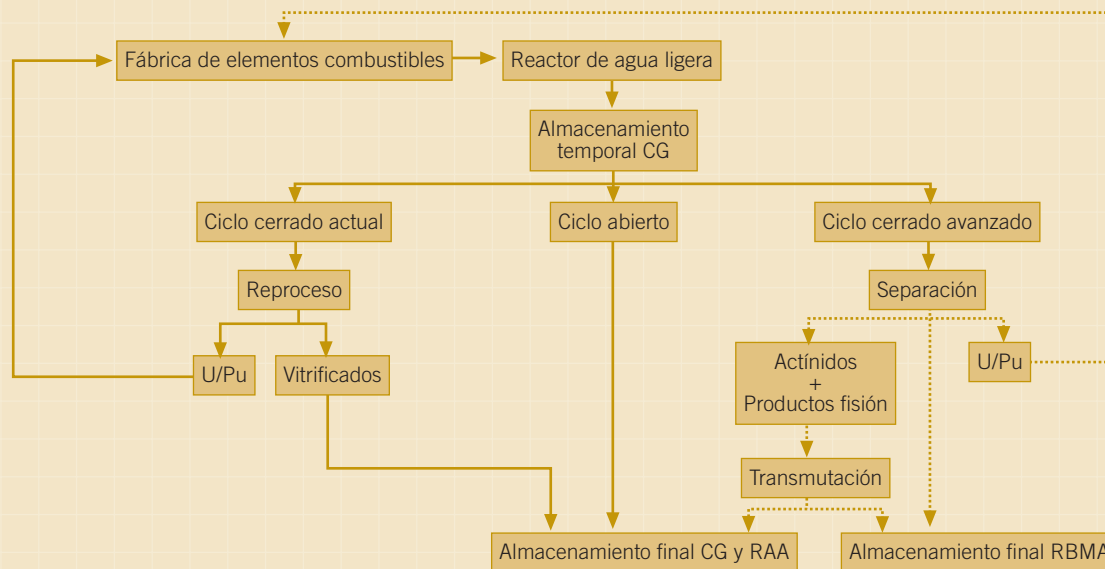 Fábrica de elementos combustibles
Reactor de agua ligera
Almacenamiento
temporal CG
Ciclo cerrado actual
Ciclo abierto
Ciclo cerrado avanzado
Reproceso
Separación
U/Pu
Vitrificados
Actínidos
+
Productos fisión
U/Pu
Transmutación
Almacenamiento final CG y RAA
Almacenamiento final RBMA